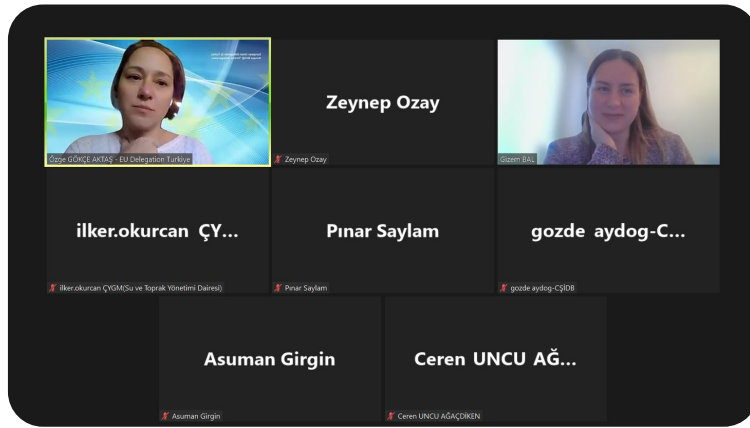 Özge GÖKÇE AKTAŞ - EU Delegation Turkiye
Zeynep Ozay
Zeynep Ozay
Gizem BAL
ilker.okurcan ÇY...
ilker.okurcan ÇYGM(Su ve Toprak Yönetimi Dairesi)
Pınar Saylam
Pınar Saylam
gozde aydog-C...
gozde aydog-CŞİDB
Asuman Girgin
Asuman Girgin
Ceren UNCU AĞ...
Ceren UNCU AĞAÇDİKEN